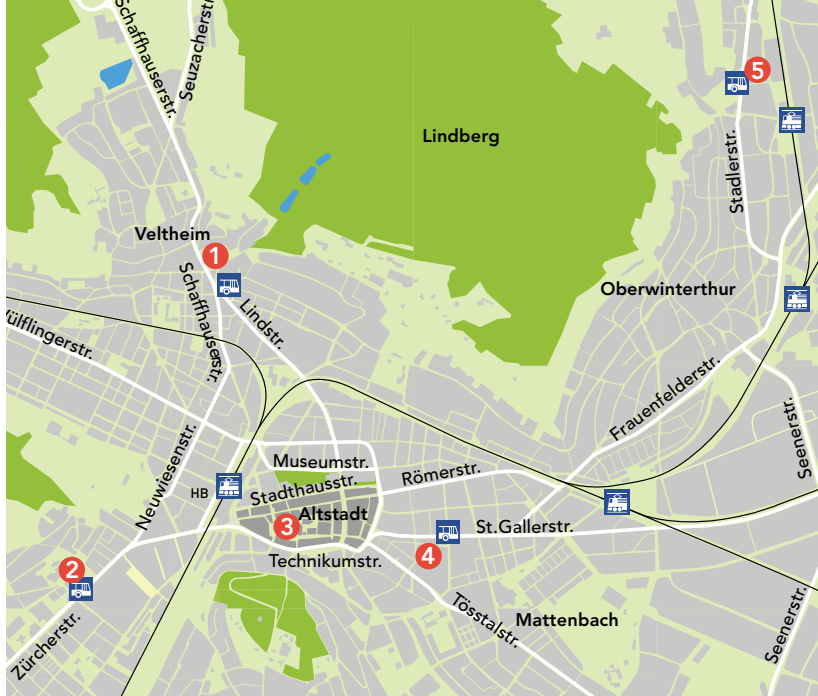 Schaffhauserstr.
Seuzacherstr.
5
Lindberg
Stadlerstr.
Veltheim
1
Schaffhauserstr.
Lindstr.
Oberwinterthur
Wülflingerstr.
Frauenfelderstr.
Seenerstr.
Neuwiesenstr.
Museumstr.
Römerstr.
HB
Stadthausstr.
3
Altstadt
St.Gallerstr.
4
Technikumstr.
2
Tösstalstr.
Mattenbach
Zürcherstr.
Seenerstr.